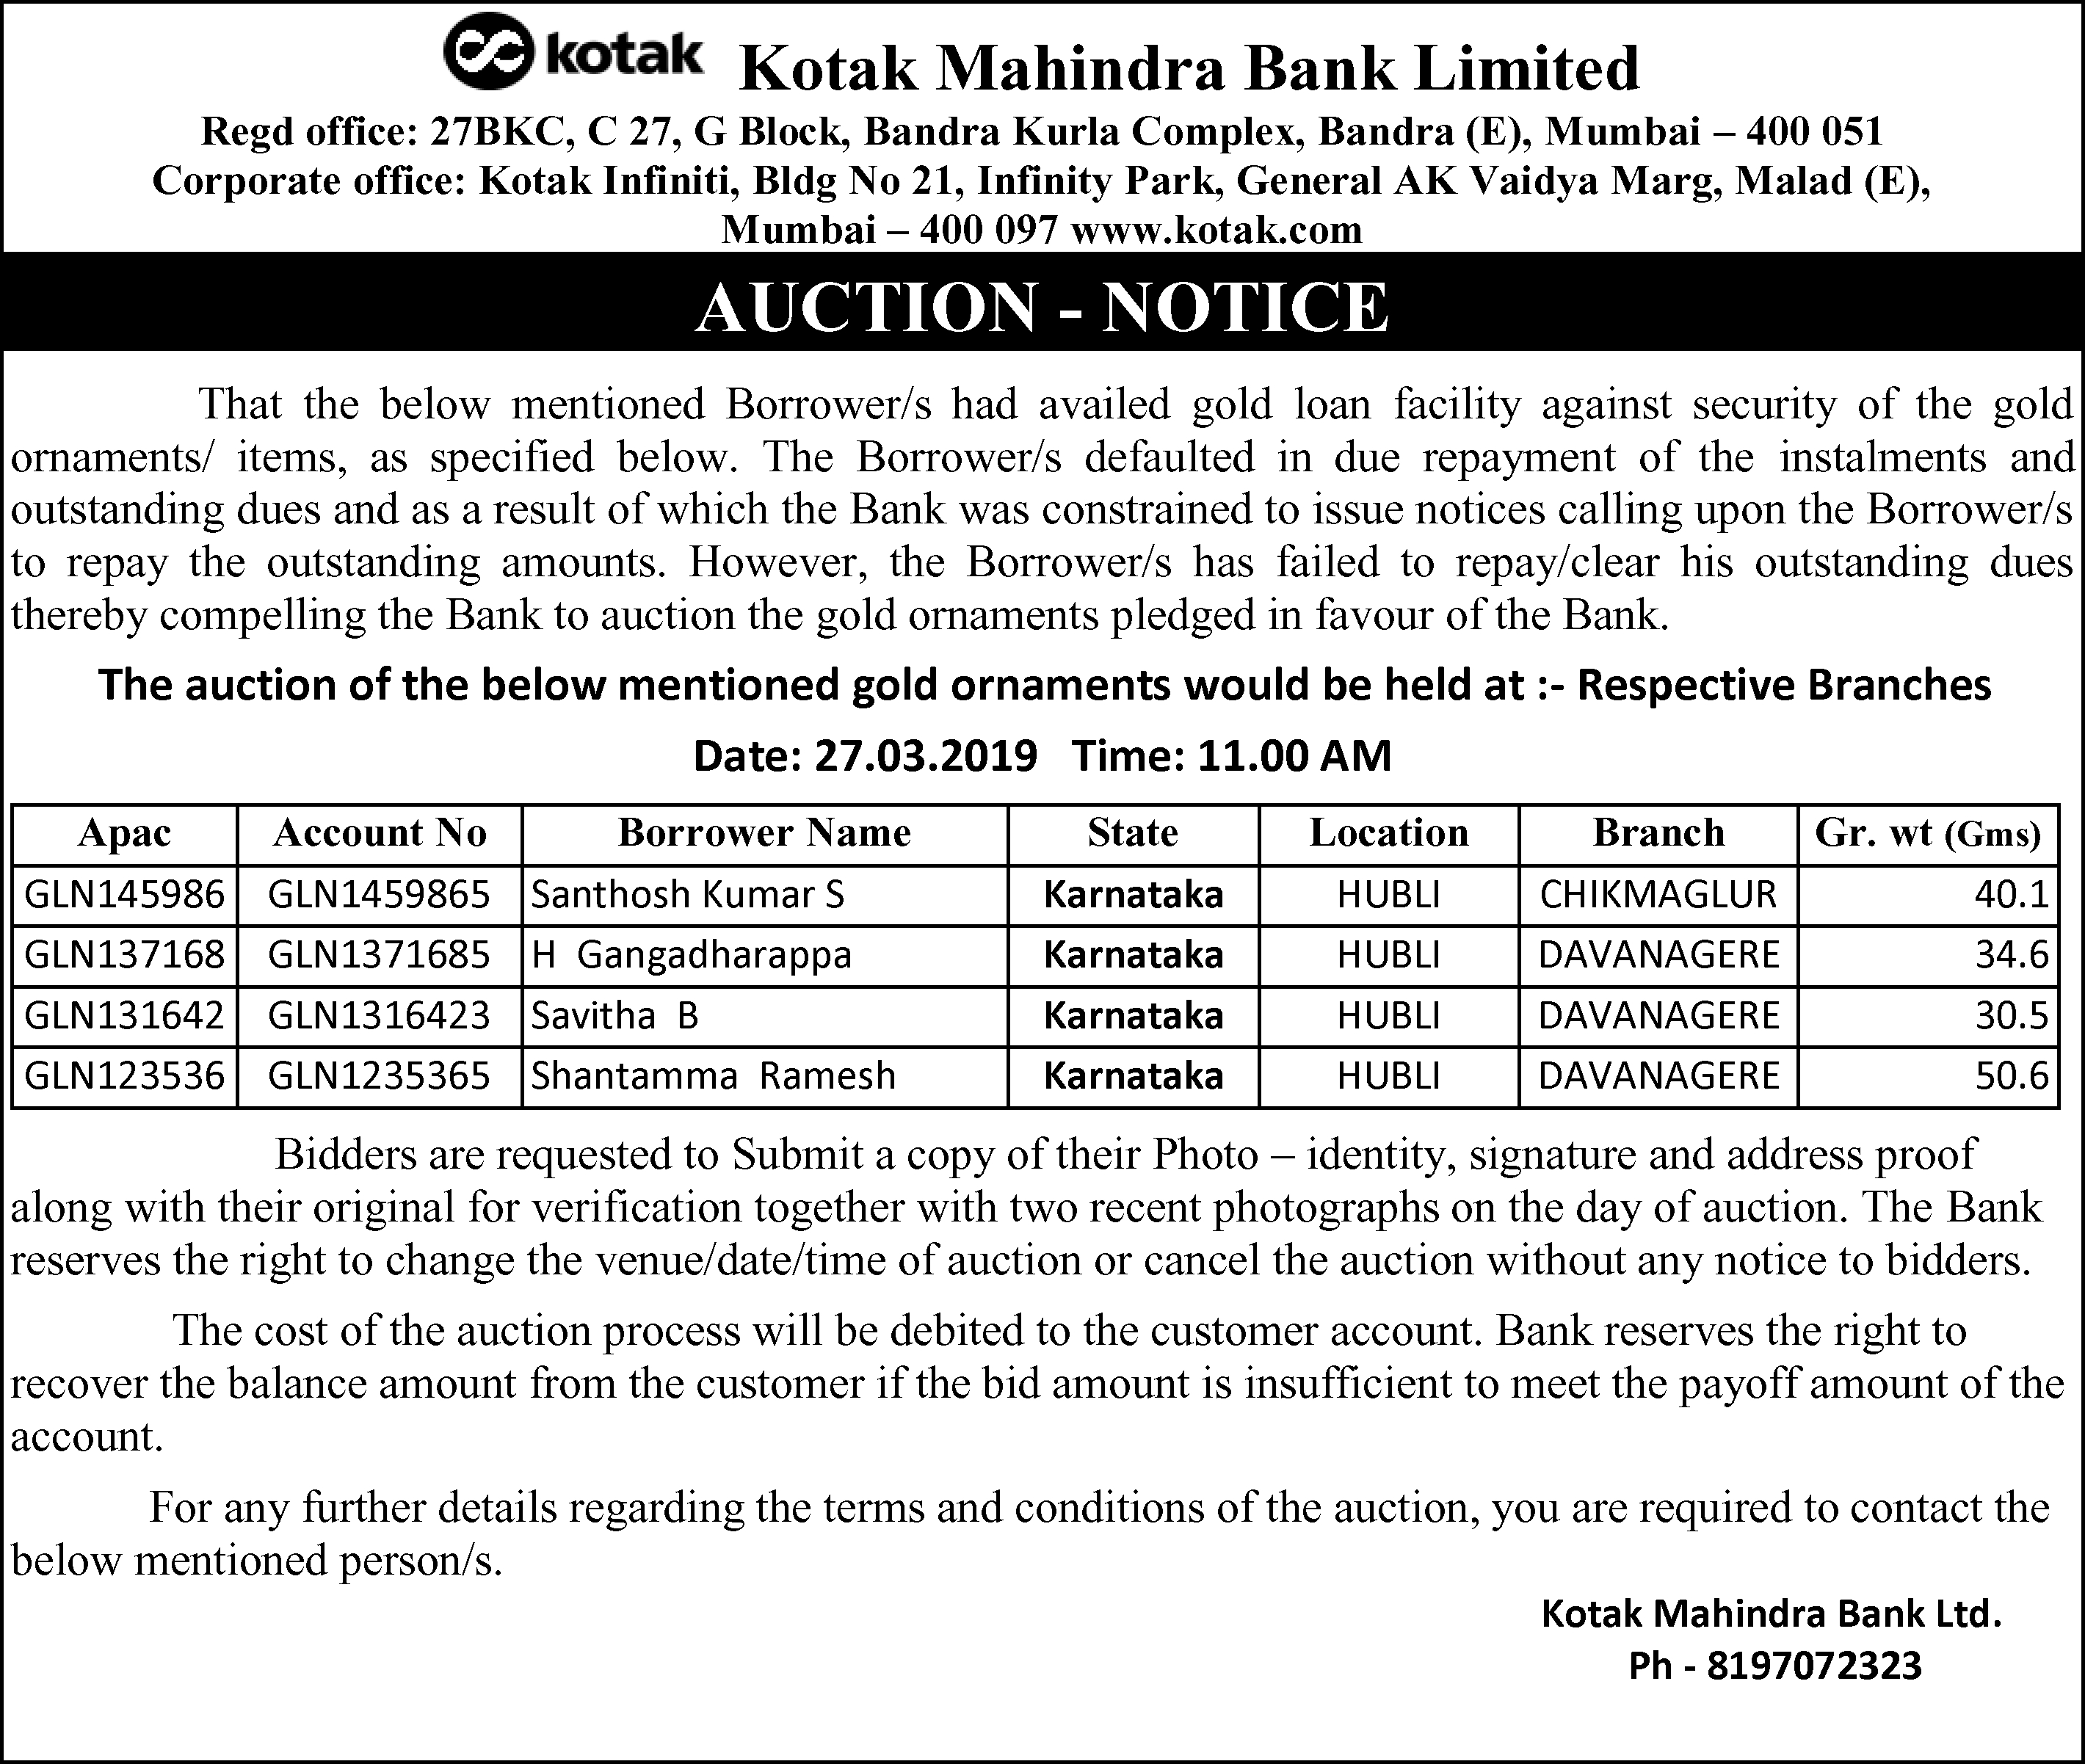 kotak Kotak Mahindra Bank Limited
Regd office: 27BKC, C 27, G Block, Bandra Kurla Complex, Bandra (E), Mumbai – 400 051
Corporate office: Kotak Infiniti, Bldg No 21, Infinity Park, General AK Vaidya Marg, Malad (E),
Mumbai – 400 097 www.kotak.com
AUCTION - NOTICE
That the below mentioned Borrower/s had availed gold loan facility against security of the gold
ornaments/ items, as specified below. The Borrower/s defaulted in due repayment of the instalments and
outstanding dues and as a result of which the Bank was constrained to issue notices calling upon the Borrower/s
to repay the outstanding amounts. However, the Borrower/s has failed to repay/clear his outstanding dues
thereby compelling the Bank to auction the gold ornaments pledged in favour of the Bank.
The auction of the below mentioned gold ornaments would be held at :- Respective Branches
Date: 27.03.2019 Time: 11.00 AM
Apac Account No Borrower Name State Location Branch Gr. wt (Gms)
GLN145986 GLN1459865 Santhosh Kumar S Karnataka HUBLI CHIKMAGLUR 40.1
GLN137168 GLN1371685 H Gangadharappa Karnataka HUBLI DAVANAGERE 34.6
GLN131642 GLN1316423 Savitha B Karnataka HUBLI DAVANAGERE 30.5
GLN123536 GLN1235365 Shantamma Ramesh Karnataka HUBLI DAVANAGERE 50.6
Bidders are requested to Submit a copy of their Photo – identity, signature and address proof
along with their original for verification together with two recent photographs on the day of auction. The Bank
reserves the right to change the venue/date/time of auction or cancel the auction without any notice to bidders.
The cost of the auction process will be debited to the customer account. Bank reserves the right to
recover the balance amount from the customer if the bid amount is insufficient to meet the payoff amount of the
account.
For any further details regarding the terms and conditions of the auction, you are required to contact the
below mentioned person/s.
Kotak Mahindra Bank Ltd.
Ph - 8197072323